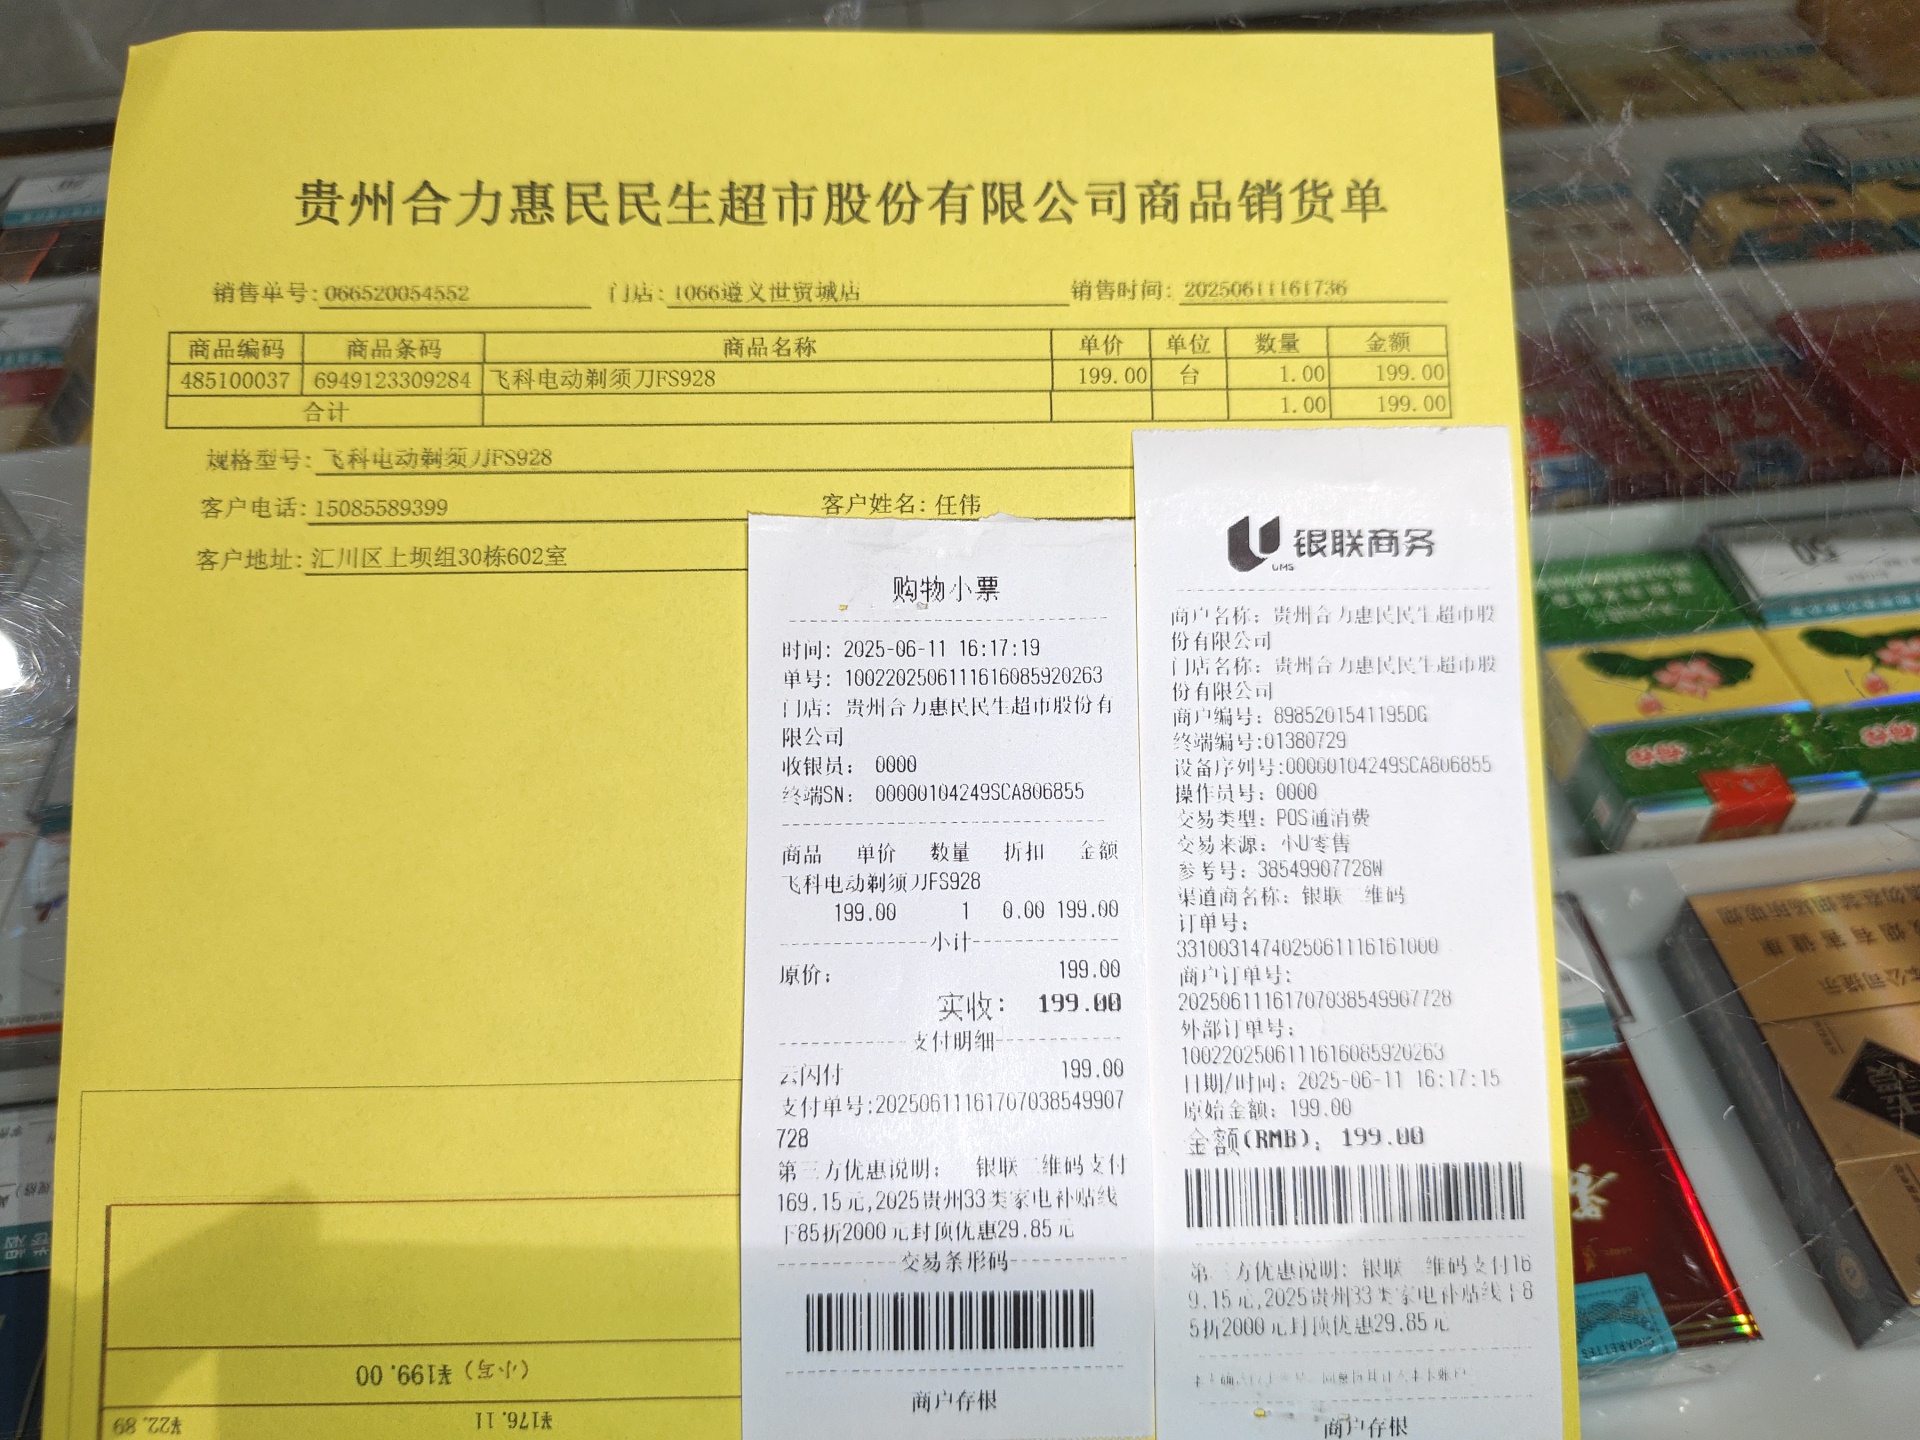 贵州合力惠民民生超市股份有限公司商品销货单
销售单号: 066520054552 门店: 1066遵义世贸城店 销售时间: 20250611161736
商品编码 商品条码 商品名称 单价 单位 数量 金额
485100037 6949123309284 飞科电动剃须刀FS928 199.00 台 1.00 199.00
合计 1.00 199.00
规格型号: 飞科电动剃须刀FS928
客户电话: 15085589399 客户姓名: 任伟
客户地址: 汇川区上坝组30栋602室
(小写) ¥199.00
¥176.11
¥22.89
购物小票
时间: 2025-06-11 16:17:19
单号: 1002202506111616085920263
门店: 贵州合力惠民民生超市股份有
限公司
收银员: 0000
终端SN: 00000104249SCA806855
商品 单价 数量 折扣 金额
飞科电动剃须刀FS928
199.00 1 0.00 199.00
小计
原价: 199.00
实收: 199.00
支付明细
云闪付 199.00
支付单号:20250611161707038549907
728
第三方优惠说明: 银联二维码支付
169.15元,2025贵州33类家电补贴线
下85折2000元封顶优惠29.85元
交易条形码
商户存根
银联商务
UMS
商户名称: 贵州合力惠民民生超市股
份有限公司
门店名称: 贵州合力惠民民生超市股
份有限公司
商户编号: 8985201541195DG
终端编号:01380729
设备序列号:00000104249SCA806855
操作员号: 0000
交易类型: POS通消费
交易来源: 小U零售
参考号: 38549907728W
渠道商名称: 银联二维码
订单号:
3310031474025061116161000
商户订单号:
20250611161707038549907728
外部订单号:
1002202506111616085920263
日期/时间: 2025-06-11 16:17:15
原始金额: 199.00
金额(RMB): 199.00
第三方优惠说明: 银联二维码支付16
9.15元,2025贵州33类家电补贴线下8
5折2000元封顶优惠29.85元
商户存根